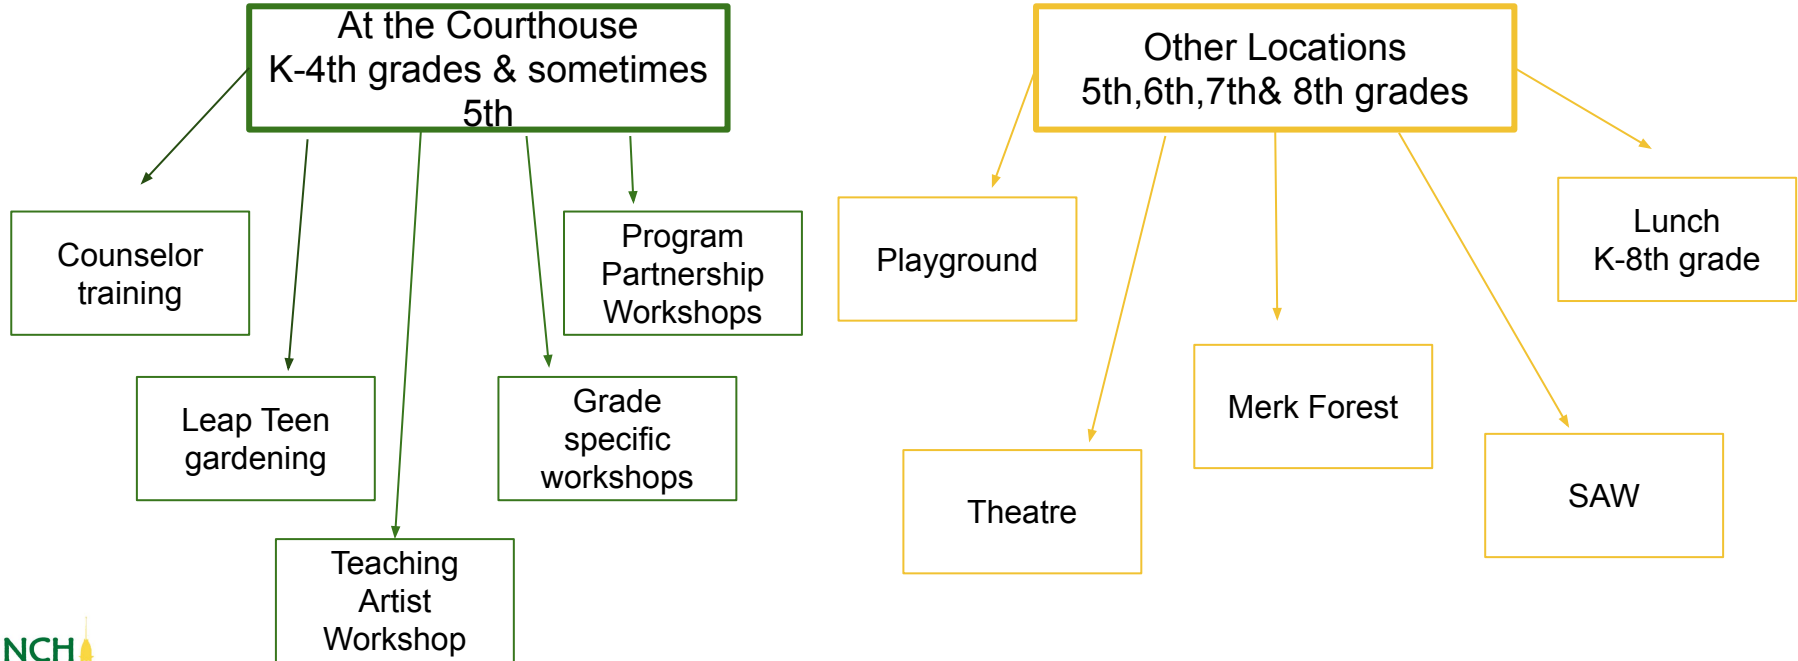 At the Courthouse
K-4th grades & sometimes
5th
Other Locations
5th,6th,7th& 8th grades
Counselor
training
Program
Partnership
Workshops
Playground
Lunch
K-8th grade
Leap Teen
gardening
Grade
specific
workshops
Merk Forest
Theatre
SAW
Teaching
Artist
Workshop
NCH